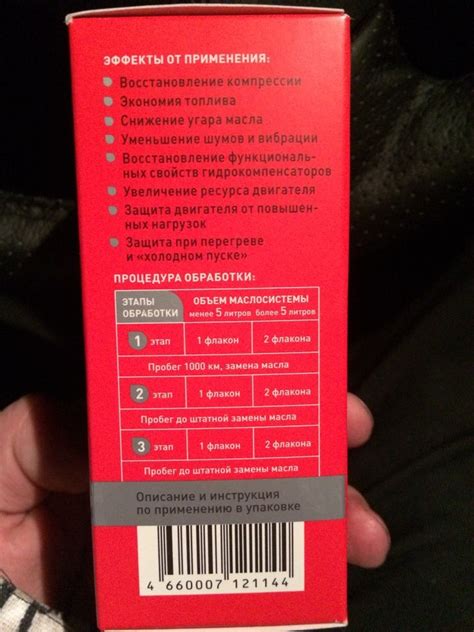 ЭФФЕКТЫ ОТ ПРИМЕНЕНИЯ:
Восстановление компрессии
Экономия топлива
Снижение угара масла
Уменьшение шумов и вибрации
Восстановление функциональ-
ных свойств гидрокомпенсаторов
Увеличение ресурса двигателя
Защита двигателя от повышен-
ных нагрузок
Защита при перегреве
и «холодном пуске»
ПРОЦЕДУРА ОБРАБОТКИ:
ЭТАПЫ ОБРАБОТКИ
ОБЪЕМ МАСЛОСИСТЕМЫ
менее 5 литров более 5 литров
1 этап 1 флакон 2 флакона
Пробег 1000 км, замена масла
2 этап 1 флакон 2 флакона
Пробег до штатной замены масла
3 этап 1 флакон 2 флакона
Пробег до штатной замены масла
Описание и инструкция
по применению в упаковке
4 660007 121144